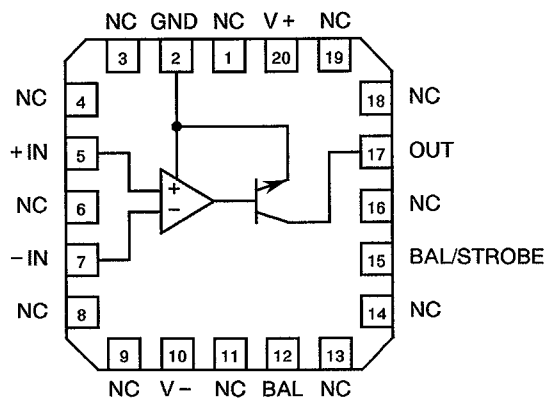 NC GND NC V+ NC
3 2 1 20 19
NC 4 18 NC
+IN 5 17 OUT
+
NC 6 16 NC
−
−IN 7 15 BAL/STROBE
NC 8 14 NC
9 10 11 12 13
NC V− NC BAL NC